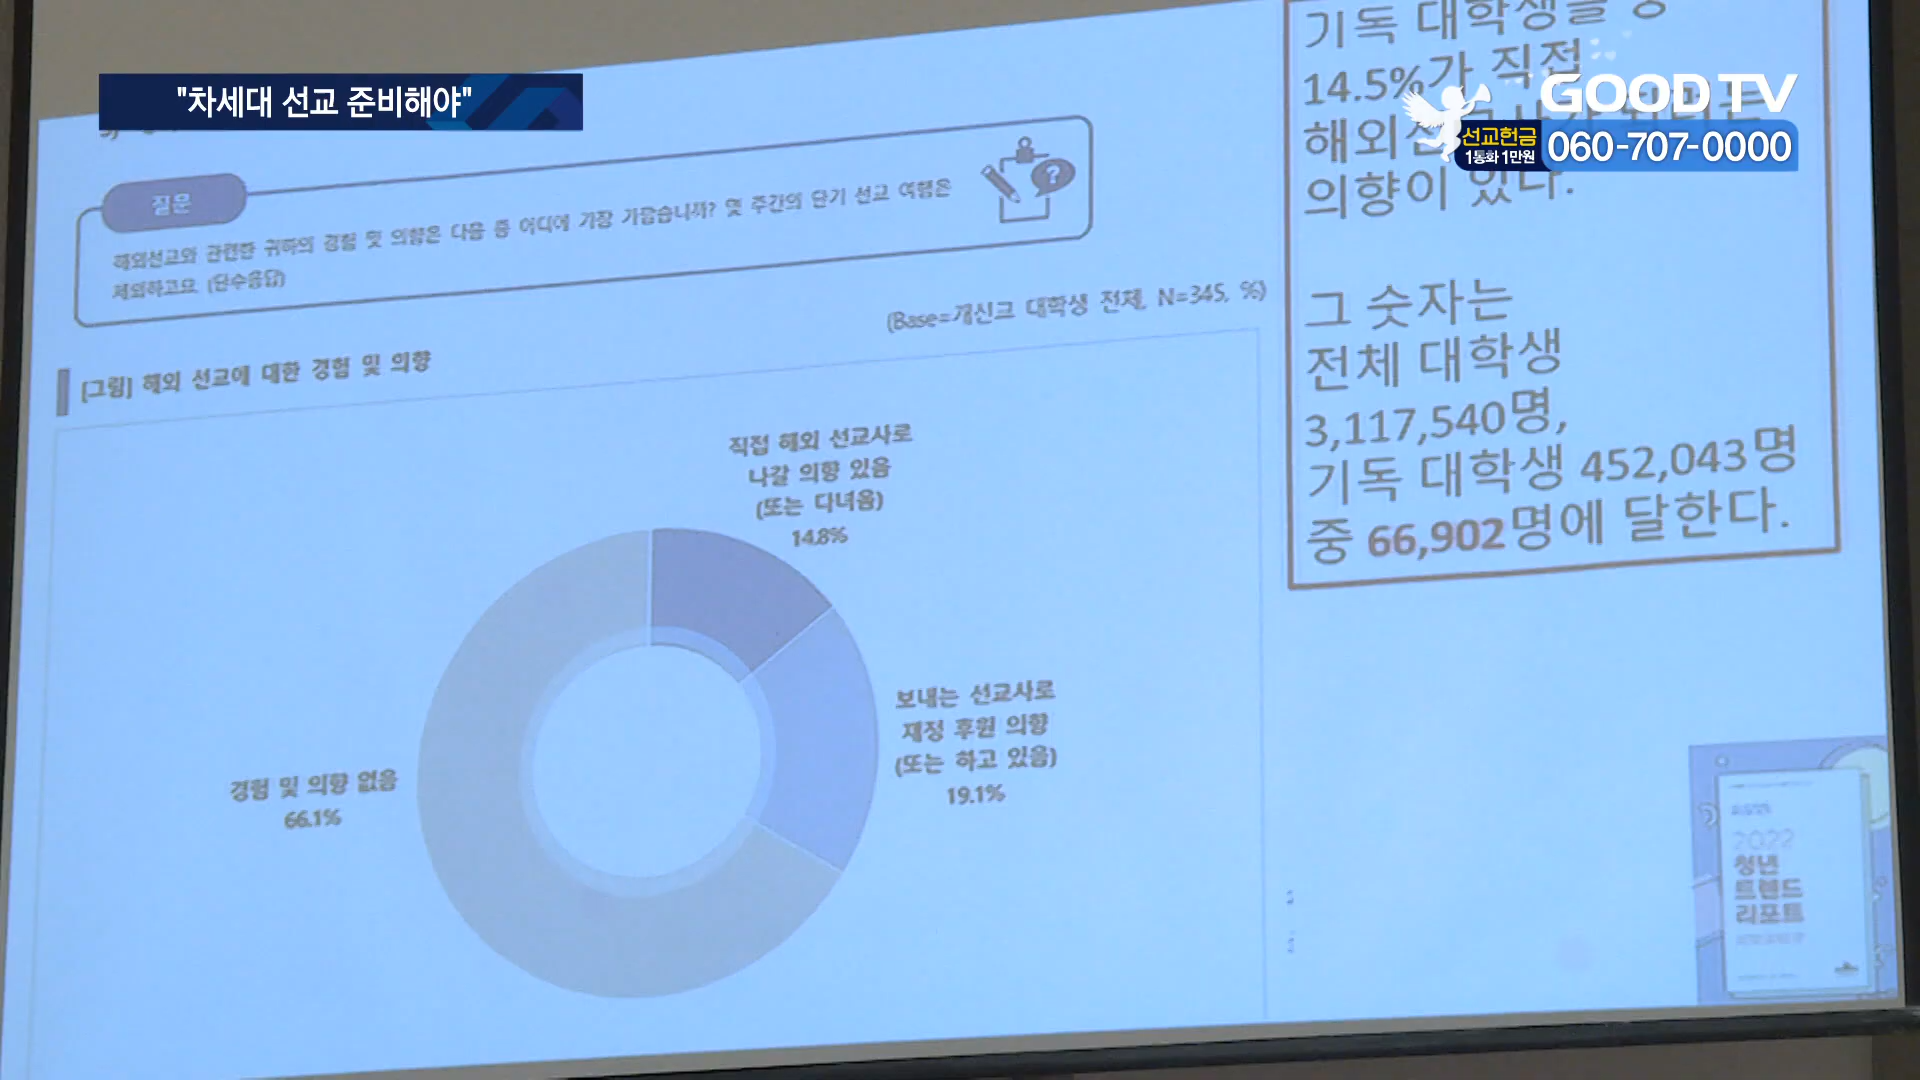 "차세대 선교 준비해야"
GOOD TV
선교헌금
1통화 1만원
060-707-0000
질문
해외선교와 관련한 귀하의 경험 및 의향은 다음 중 어디에 가장 가깝습니까? 몇 주간의 단기 선교 여행은
제외하고요. (단수응답)
(Base=개신교 대학생 전체, N=345, %)
[그림] 해외 선교에 대한 경험 및 의향
직접 해외 선교사로
나갈 의향 있음
(또는 다녀옴)
14.8%
보내는 선교사로
재정 후원 의향
(또는 하고 있음)
19.1%
경험 및 의향 없음
66.1%
기독 대학생들 중
14.5%가 직접
해외선
의향이 있다.
그 숫자는
전체 대학생
3,117,540명,
기독 대학생 452,043명
중 66,902명에 달한다.
2022
청년
트렌드
리포트